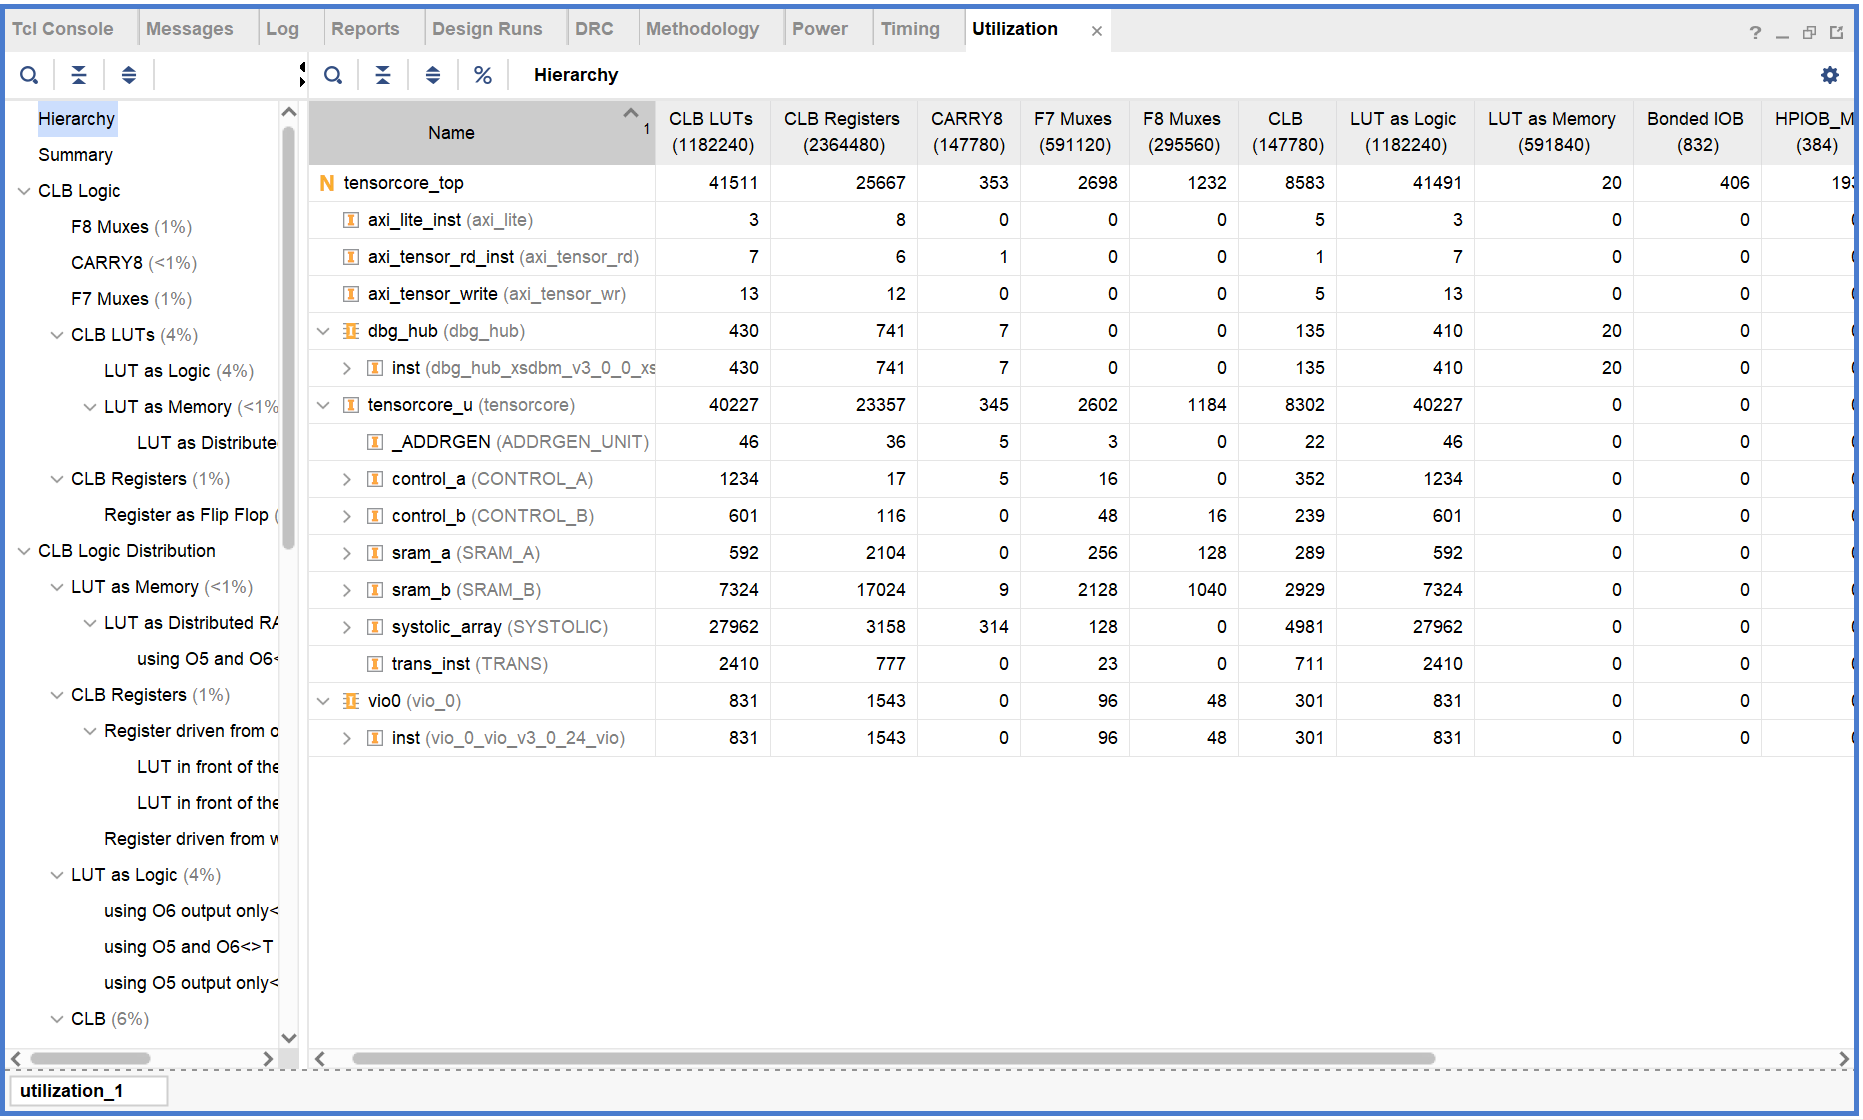 Tcl Console Messages Log Reports Design Runs DRC Methodology Power Timing Utilization
Hierarchy
Hierarchy
Summary
CLB Logic
F8 Muxes (1%)
CARRY8 (<1%)
F7 Muxes (1%)
CLB LUTs (4%)
LUT as Logic (4%)
LUT as Memory (<1%
LUT as Distribute
CLB Registers (1%)
Register as Flip Flop (
CLB Logic Distribution
LUT as Memory (<1%)
LUT as Distributed RA
using O5 and O6<
CLB Registers (1%)
Register driven from o
LUT in front of the
LUT in front of the
Register driven from w
LUT as Logic (4%)
using O6 output only<
using O5 and O6<>T
using O5 output only<
CLB (6%)
Name 1 CLB LUTs CLB Registers CARRY8 F7 Muxes F8 Muxes CLB LUT as Logic LUT as Memory Bonded IOB HPIOB_M
(1182240) (2364480) (147780) (591120) (295560) (147780) (1182240) (591840) (832) (384)
N tensorcore_top 41511 25667 353 2698 1232 8583 41491 20 406 193
axi_lite_inst (axi_lite) 3 8 0 0 0 5 3 0 0
axi_tensor_rd_inst (axi_tensor_rd) 7 6 1 0 0 1 7 0 0
axi_tensor_write (axi_tensor_wr) 13 12 0 0 0 5 13 0 0
dbg_hub (dbg_hub) 430 741 7 0 0 135 410 20 0
inst (dbg_hub_xsdbm_v3_0_0_xs 430 741 7 0 0 135 410 20 0
tensorcore_u (tensorcore) 40227 23357 345 2602 1184 8302 40227 0 0
_ADDRGEN (ADDRGEN_UNIT) 46 36 5 3 0 22 46 0 0
control_a (CONTROL_A) 1234 17 5 16 0 352 1234 0 0
control_b (CONTROL_B) 601 116 0 48 16 239 601 0 0
sram_a (SRAM_A) 592 2104 0 256 128 289 592 0 0
sram_b (SRAM_B) 7324 17024 9 2128 1040 2929 7324 0 0
systolic_array (SYSTOLIC) 27962 3158 314 128 0 4981 27962 0 0
trans_inst (TRANS) 2410 777 0 23 0 711 2410 0 0
vio0 (vio_0) 831 1543 0 96 48 301 831 0 0
inst (vio_0_vio_v3_0_24_vio) 831 1543 0 96 48 301 831 0 0
utilization_1